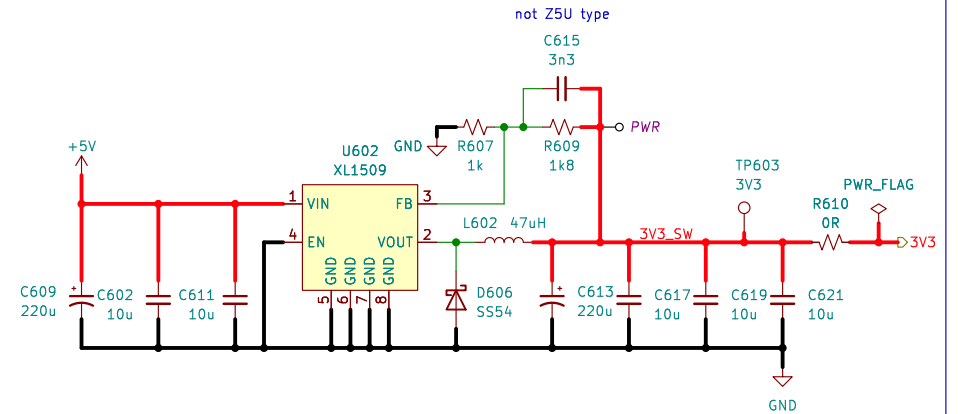 not Z5U type
C615
3n3
GND
R607
1k
R609
1k8
PWR
+5V
U602
XL1509
1
VIN
FB
3
4
EN
VOUT
2
GND
GND
GND
GND
5
6
7
8
L602 47uH
3V3_SW
TP603
3V3
PWR_FLAG
R610
0R
3V3
C609
220u
C602
10u
C611
10u
D606
SS54
C613
220u
C617
10u
C619
10u
C621
10u
GND